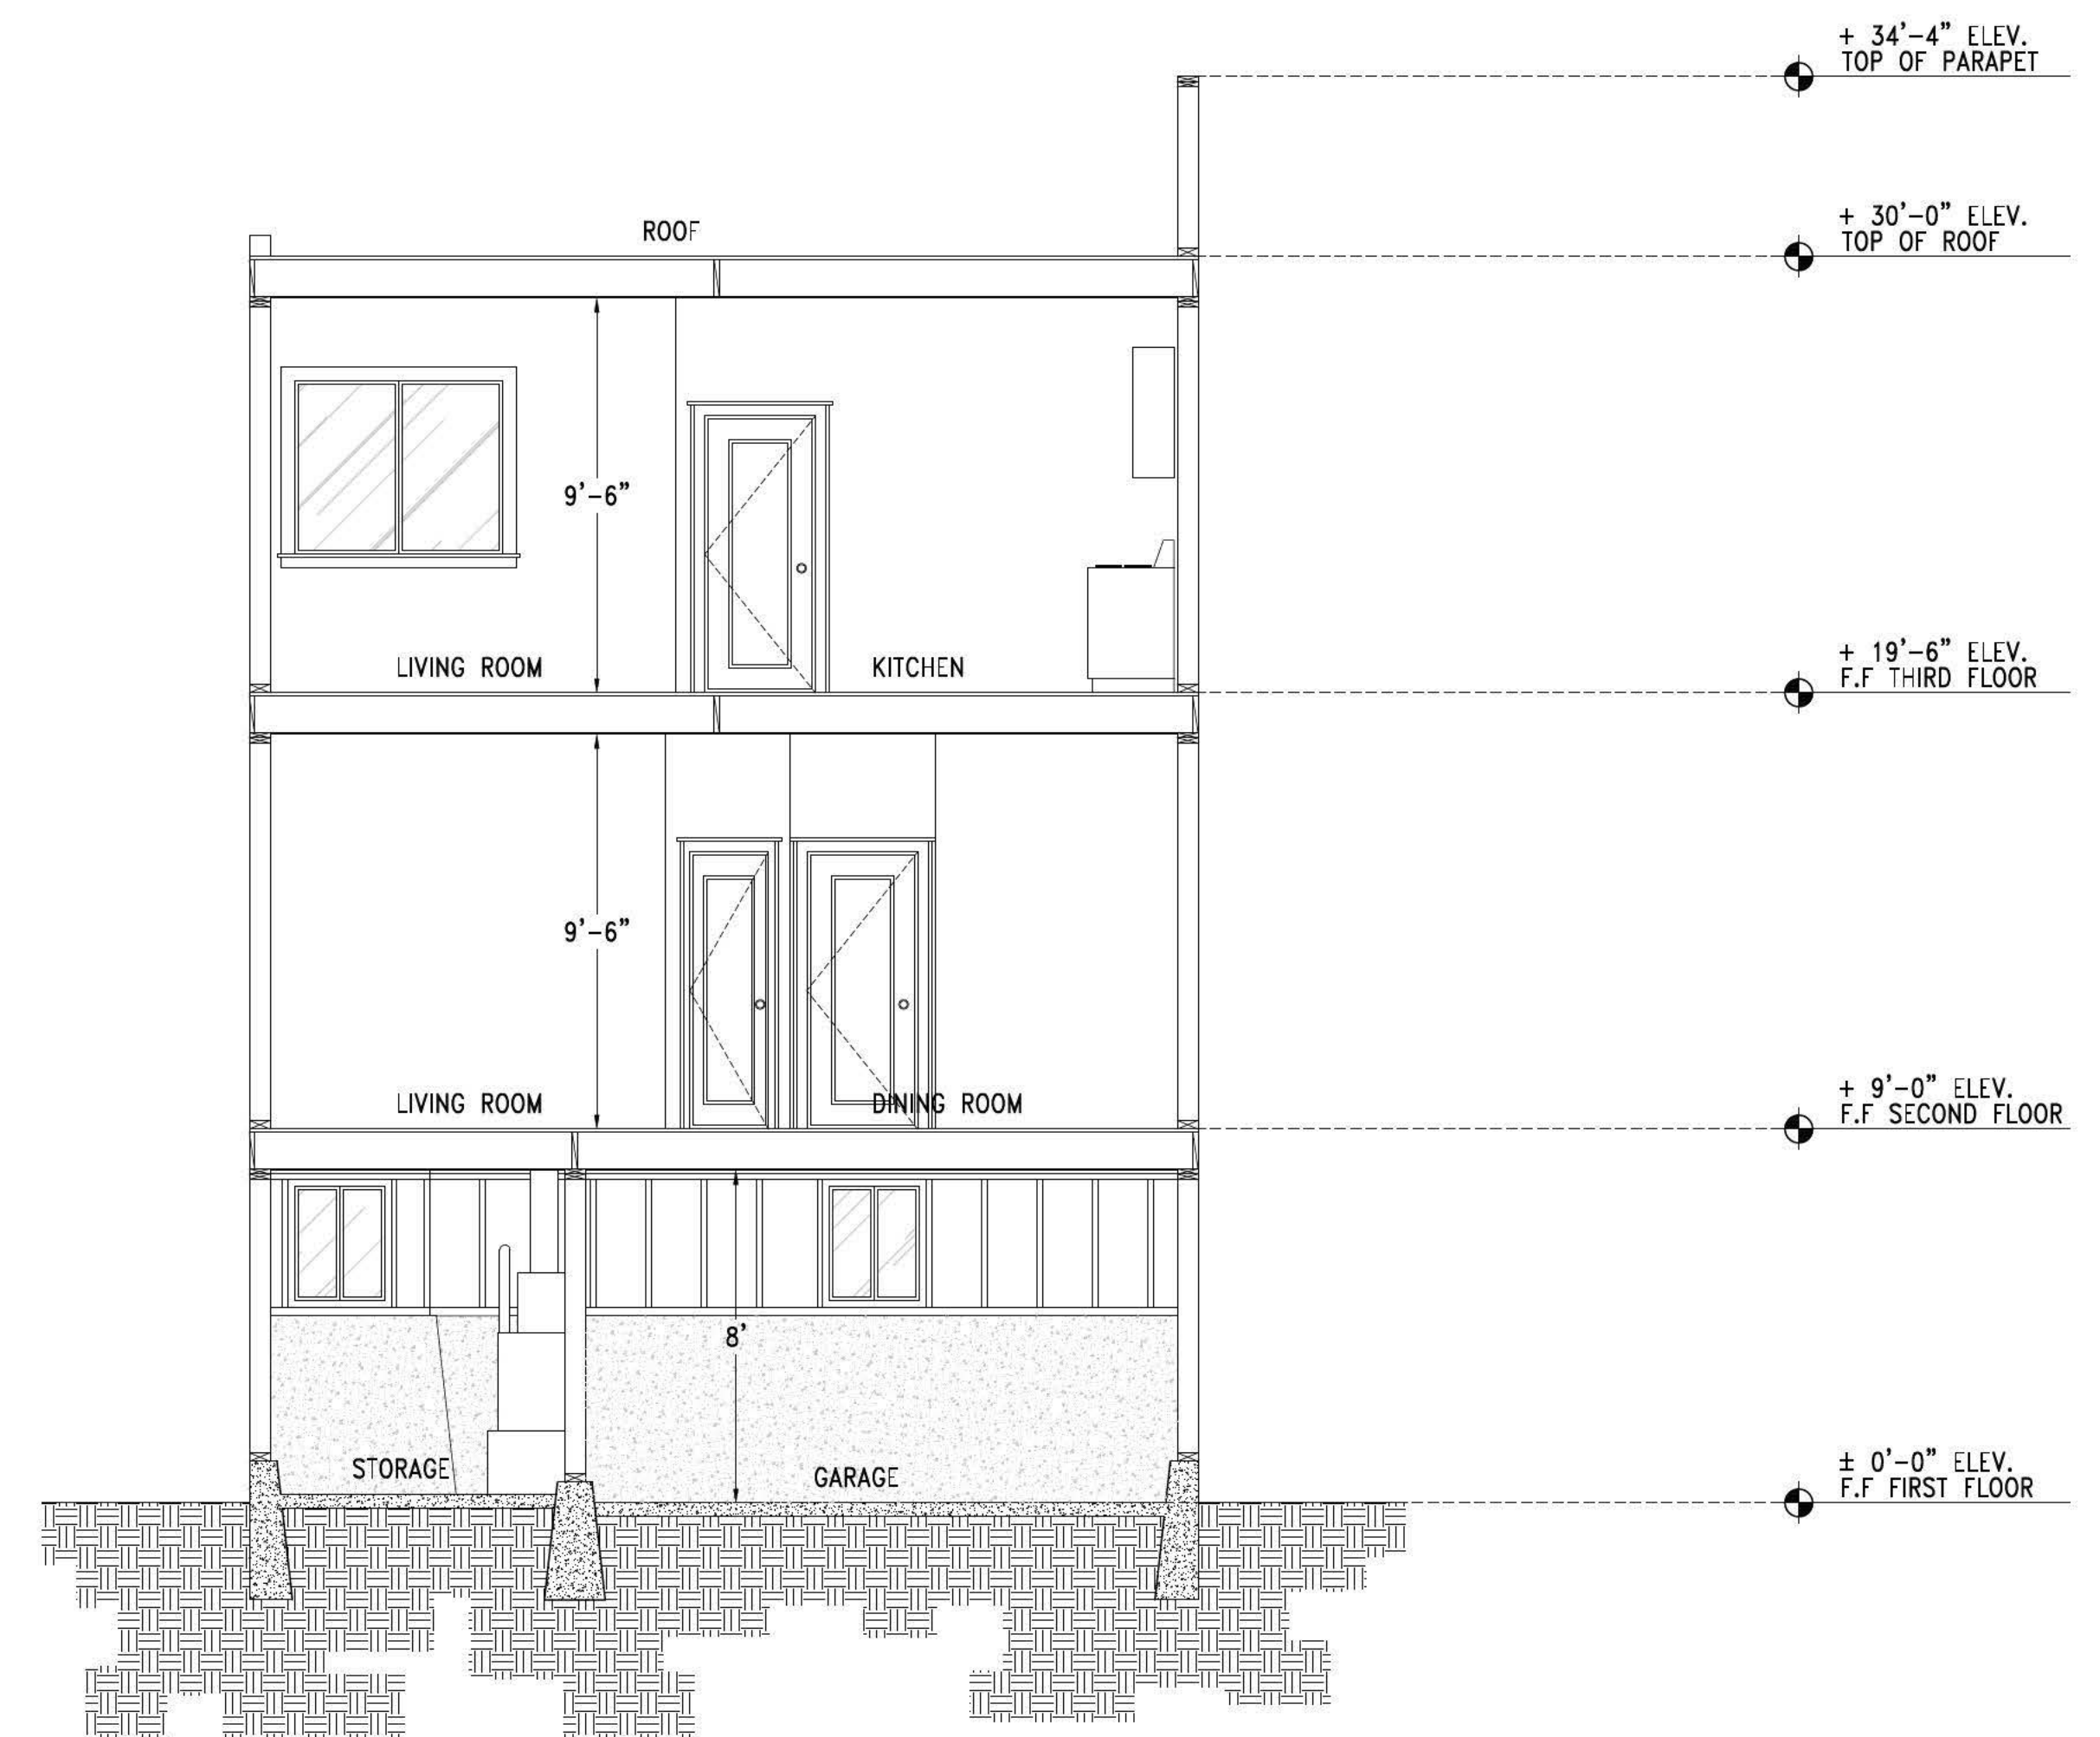 + 34’-4” ELEV.
TOP OF PARAPET
ROOF
+ 30’-0” ELEV.
TOP OF ROOF
9’-6”
LIVING ROOM
KITCHEN
+ 19’-6” ELEV.
F.F THIRD FLOOR
9’-6”
LIVING ROOM
DINING ROOM
+ 9’-0” ELEV.
F.F SECOND FLOOR
8’
STORAGE
GARAGE
± 0’-0” ELEV.
F.F FIRST FLOOR